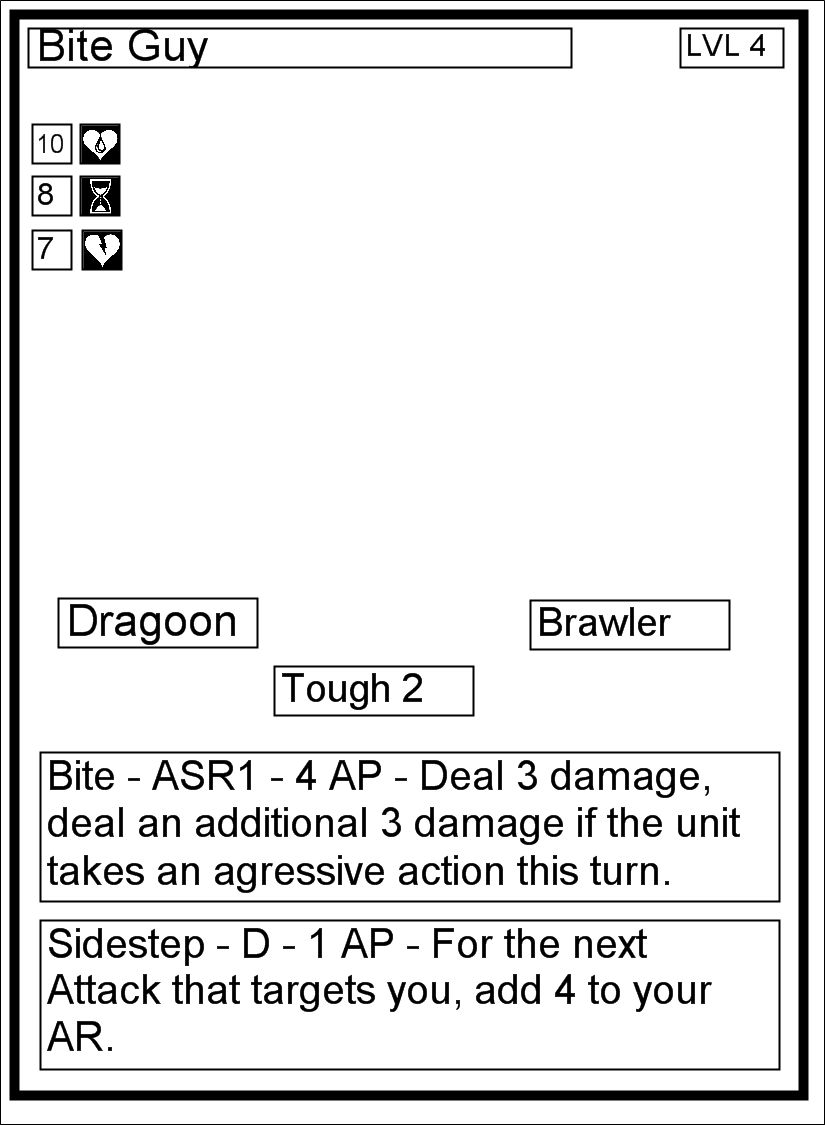 Bite Guy
LVL 4
10
8
7
Dragoon
Brawler
Tough 2
Bite - ASR1 - 4 AP - Deal 3 damage,
deal an additional 3 damage if the unit
takes an agressive action this turn.
Sidestep - D - 1 AP - For the next
Attack that targets you, add 4 to your
AR.